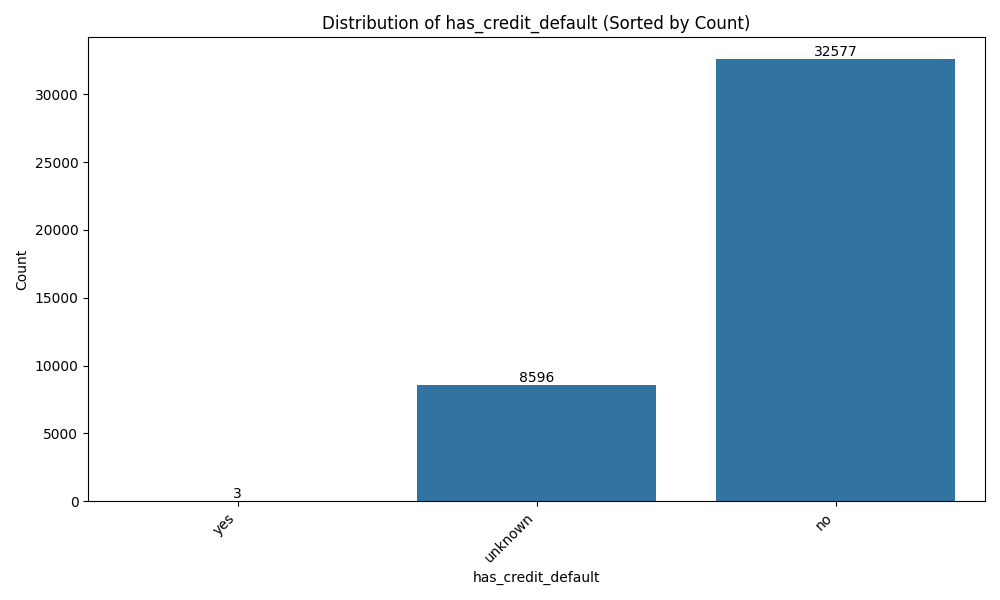 Distribution of has_credit_default (Sorted by Count)
32577
30000
25000
20000
15000
10000
5000
0
Count
8596
3
yes
unknown
no
has_credit_default